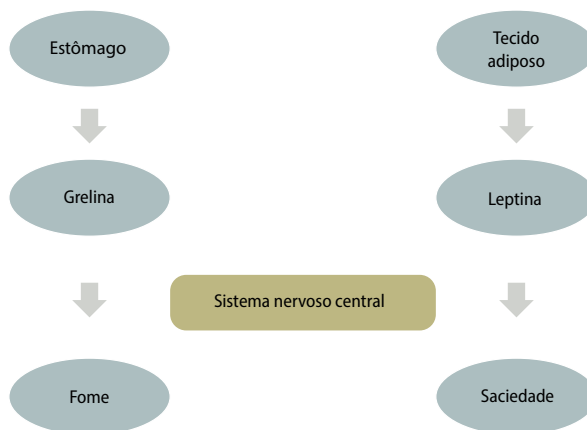 Estômago
Tecido
adiposo
Grelina
Leptina
Sistema nervoso central
Fome
Saciedade